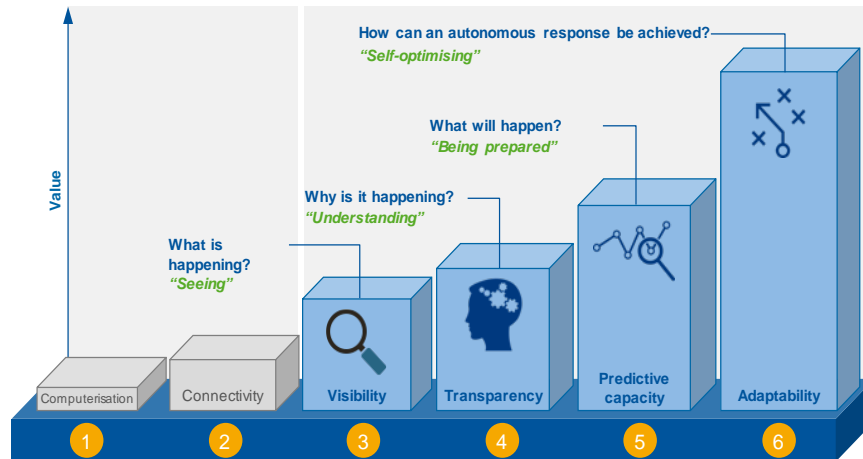 How can an autonomous response be achieved?
“Self-optimising”
What will happen?
“Being prepared”
Why is it happening?
“Understanding”
What is
happening?
“Seeing”
Value
Computerisation
Connectivity
Visibility
Transparency
Predictive
capacity
Adaptability
1
2
3
4
5
6